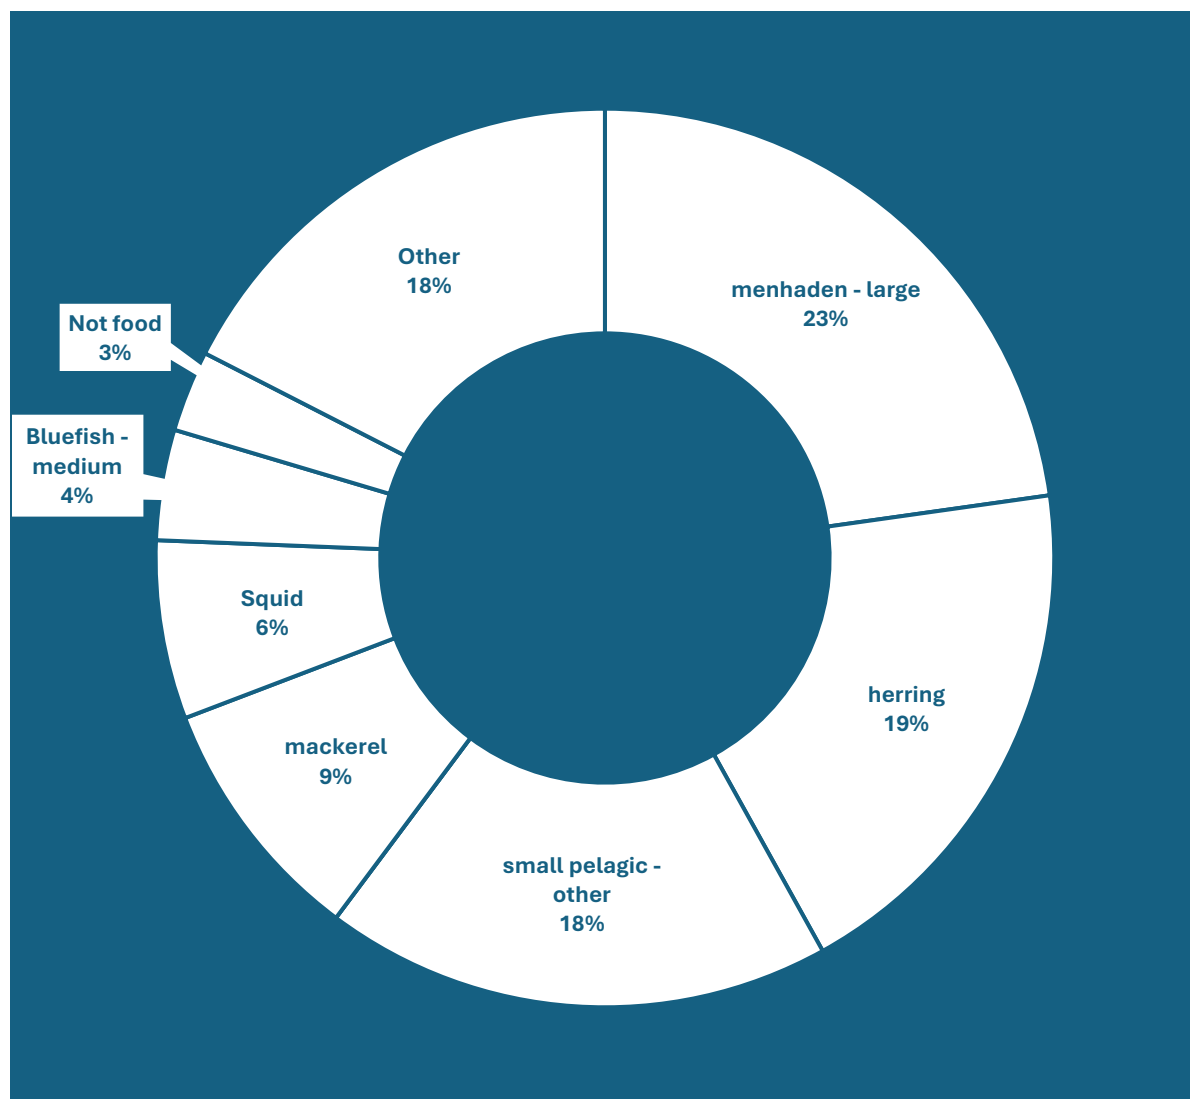 Other
18%
menhaden - large
23%
Not food
3%
Bluefish -
medium
4%
Squid
6%
herring
19%
mackerel
9%
small pelagic -
other
18%